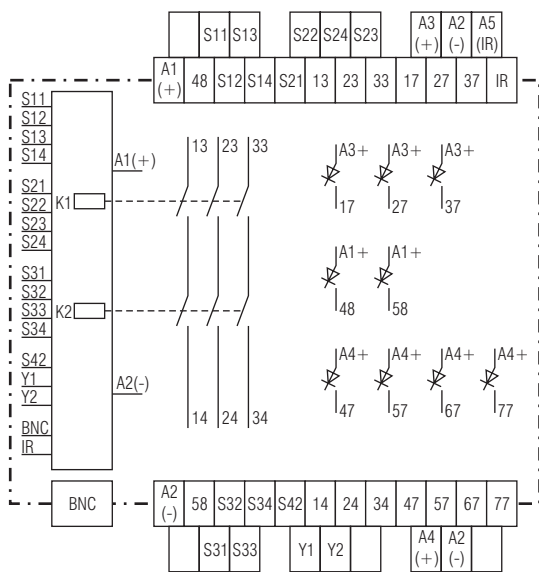 S11 S13 S22 S24 S23 A3 (+) A2 (-) A5 (IR)
A1 (+) 48 S12 S14 S21 13 23 33 17 27 37 IR
S11
S12
S13
S14
A1(+)
S21
K1
S22
S23
S24
S31
S32
K2
S33
S34
S42
Y1
A2(-)
Y2
BNC
IR
13 23 33
14 24 34
A3+ A3+ A3+
17 27 37
A1+ A1+
48 58
A4+ A4+ A4+ A4+
47 57 67 77
BNC
A2 (-) 58 S32 S34 S42 14 24 34 47 57 67 77
S31 S33 Y1 Y2 A4 (+) A2 (-)